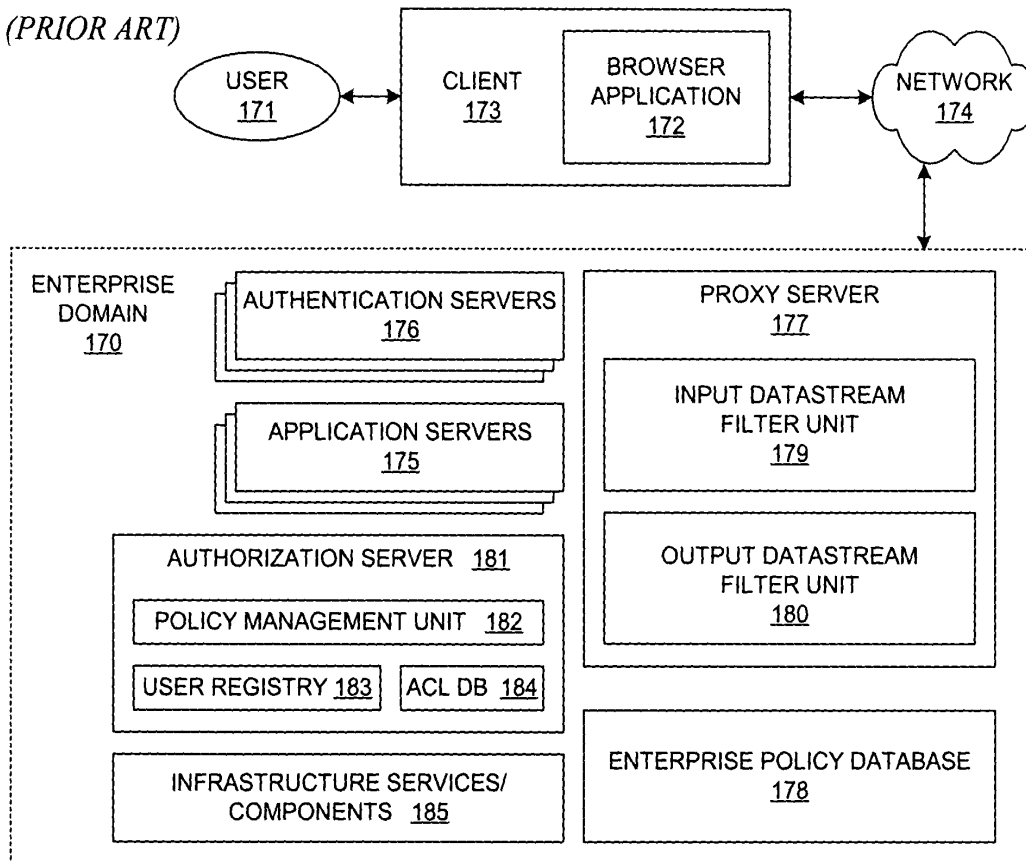 (PRIOR ART)
USER
171
CLIENT
173
BROWSER
APPLICATION
172
NETWORK
174
ENTERPRISE
DOMAIN
170
AUTHENTICATION SERVERS
176
APPLICATION SERVERS
175
AUTHORIZATION SERVER 181
POLICY MANAGEMENT UNIT 182
USER REGISTRY 183
ACL DB 184
INFRASTRUCTURE SERVICES/
COMPONENTS 185
PROXY SERVER
177
INPUT DATASTREAM
FILTER UNIT
179
OUTPUT DATASTREAM
FILTER UNIT
180
ENTERPRISE POLICY DATABASE
178